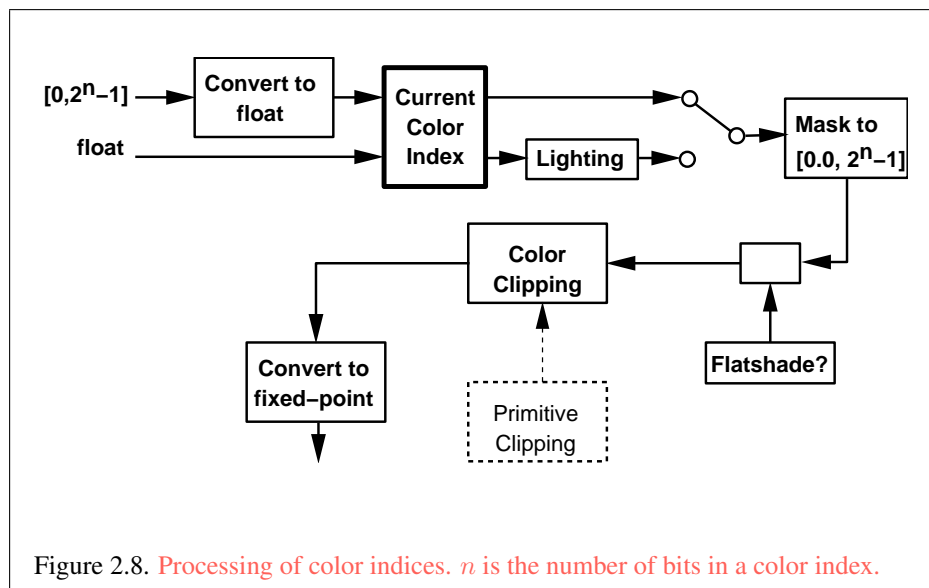 [0,2^n−1]
Convert to
float
float
Current
Color
Index
Lighting
Mask to
[0.0, 2^n−1]
Color
Clipping
Flatshade?
Convert to
fixed−point
Primitive
Clipping
Figure 2.8. Processing of color indices. n is the number of bits in a color index.